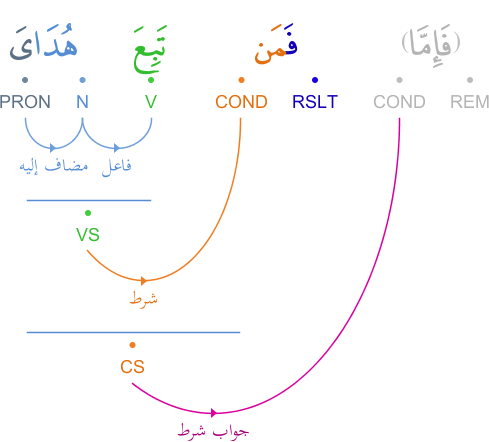 (فَإِمَّا) فَمَن تَبِعَ هُدَاىَ
PRON N V COND RSLT COND REM
مضاف إليه فاعل
VS
شرط
CS
جواب شرط